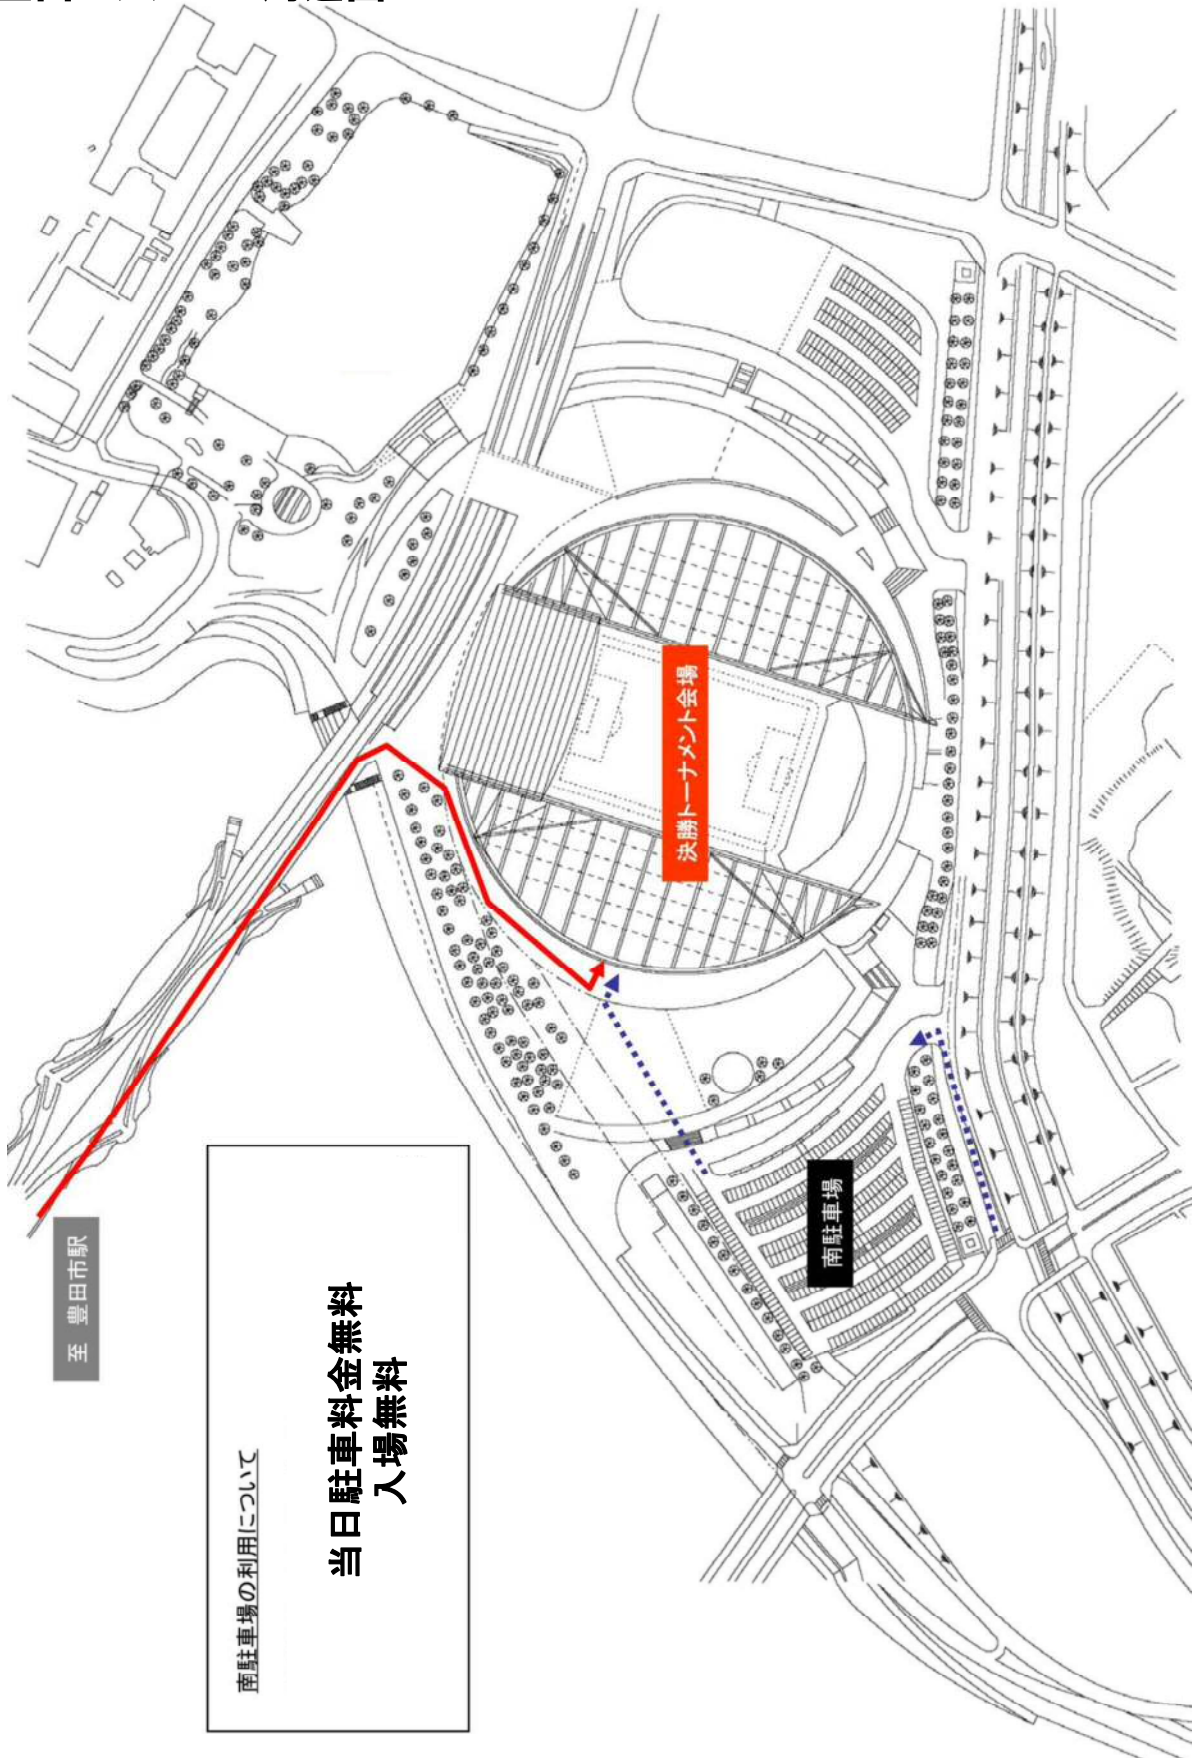 至 豊田市駅
南駐車場の利用について
当日駐車料金無料
入場無料
決勝トーナメント会場
南駐車場